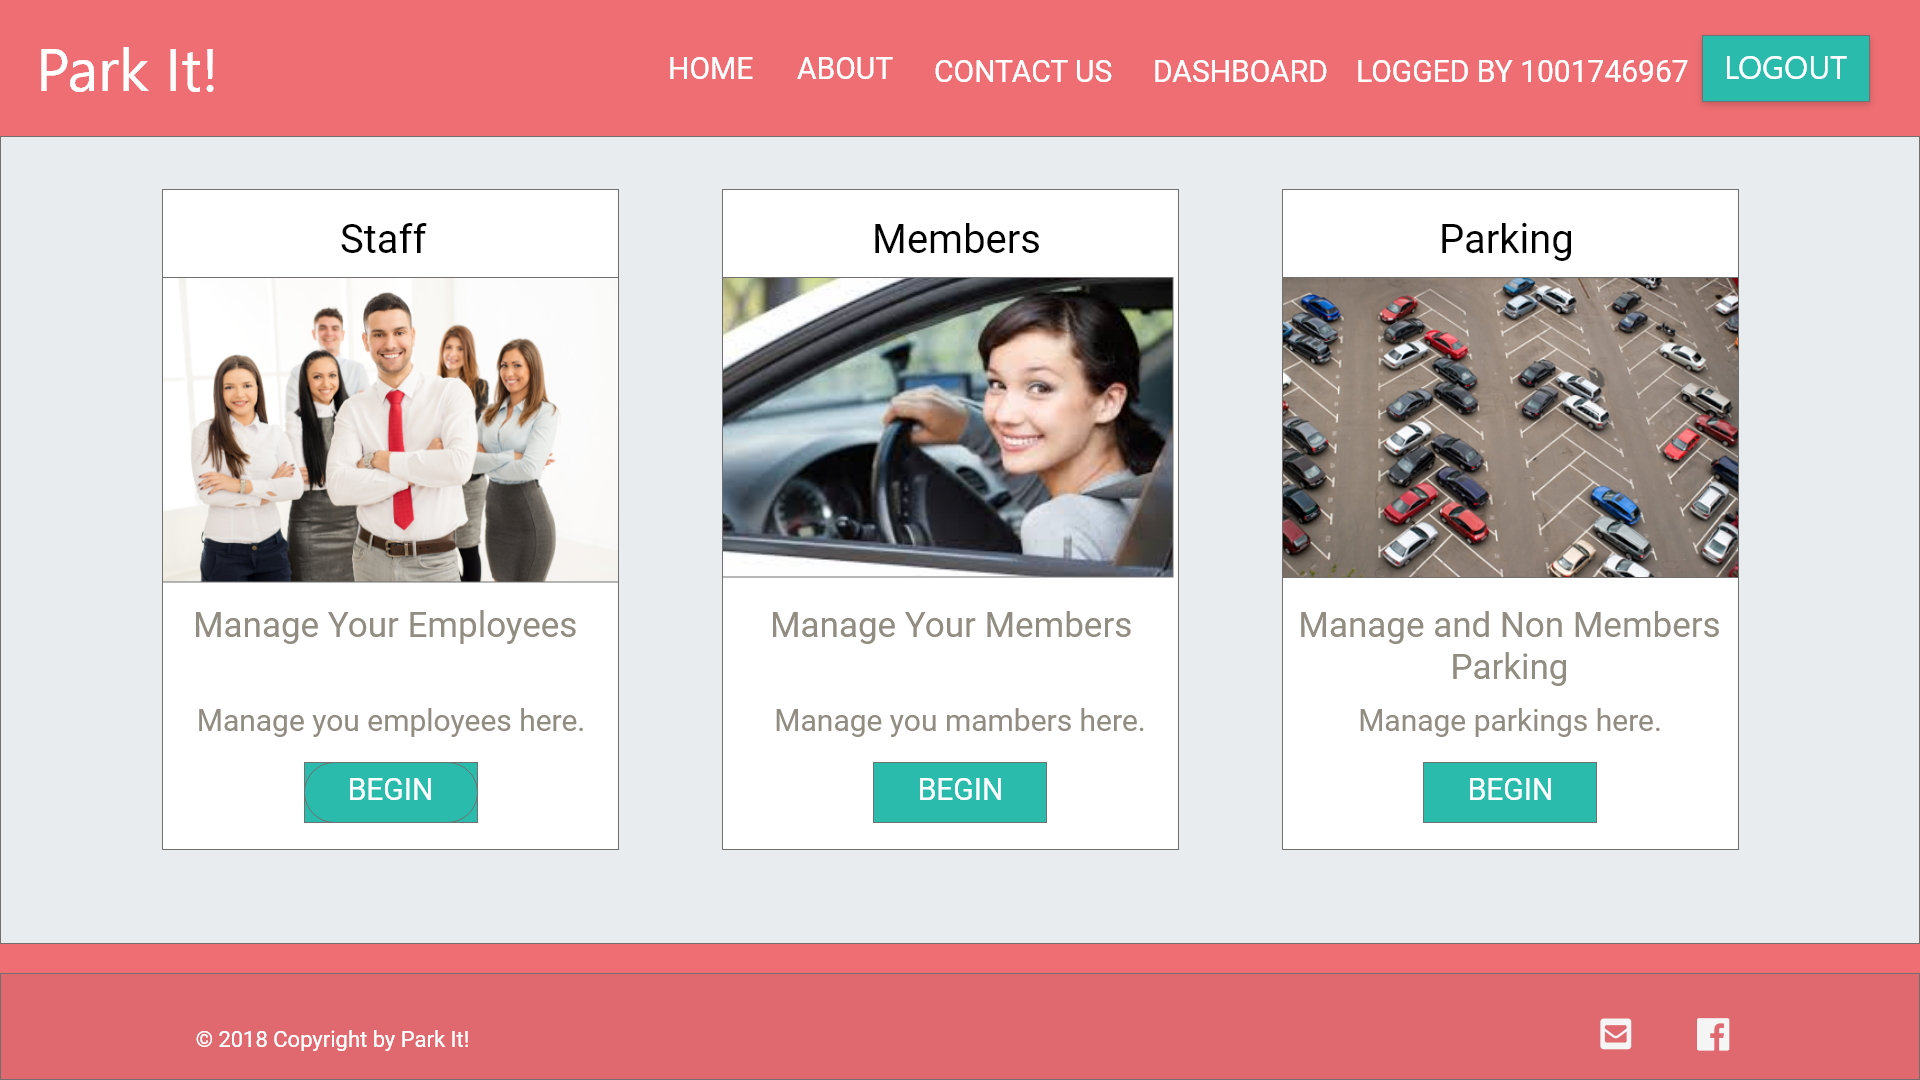 Park It!
HOME ABOUT CONTACT US DASHBOARD LOGGED BY 1001746967 LOGOUT
Staff
Manage Your Employees
Manage you employees here.
BEGIN
Members
Manage Your Members
Manage you mambers here.
BEGIN
Parking
Manage and Non Members
Parking
Manage parkings here.
BEGIN
© 2018 Copyright by Park It!